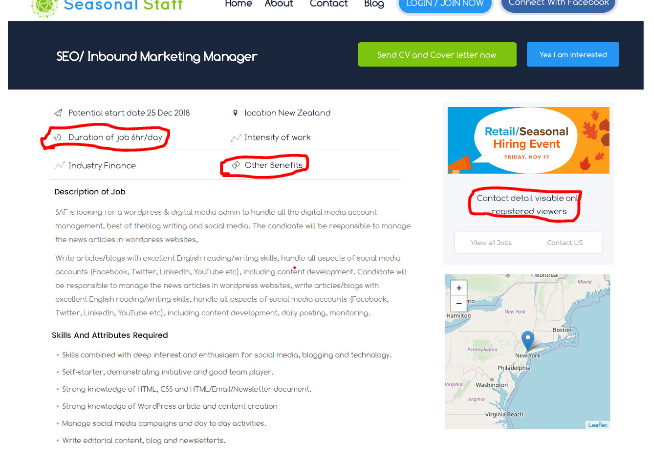 Seasonal Staff
Home About Contact Blog LOGIN / JOIN NOW Connect With Facebook
SEO/ Inbound Marketing Manager
Send CV and Cover letter now
Yes I am interested
Potential start date 25 Dec 2018
location New Zealand
Duration of job 6hr/day
Intensity of work
Industry Finance
Other Benefits
Description of Job
SAF is looking for a wordpress & digital media admin to handle all the digital media account
management, best of theblog writing and social media. The candidate will be responsible to manage
the news articles in wordpress websites,
Write articles/blogs with excellent English reading/writing skills, handle all aspects of social media
accounts (Facebook, Twitter, LinkedIn, YouTube etc), including content development. Candidate will
be responsible to manage the news articles in wordpress websites, write articles/blogs with
excellent English reading/writing skills, handle all aspects of social media accounts (Facebook,
Twitter, LinkedIn, YouTube etc), including content development, daily posting, monitoring.
Skills And Attributes Required
• Skills combined with deep interest and enthusiasm for social media, blogging and technology.
• Self-starter, demonstrating initiative and good team player.
• Strong knowledge of HTML, CSS and HTML/Email/Newsletter document.
• Strong knowledge of WordPress article and content creation
• Manage social media campaigns and day to day activities.
• Write editorial content, blog and newsletterts.
Retail/Seasonal
Hiring Event
FRIDAY, NOV 17
Contact detail visable onl
registered viewers
View all Jobs
Contact US
+
−
Montreal
Maine
Hamilton
New York
Boston
Pennsylvania
New York
Philadelphia
Virginia
Washington
Virginia
Virginia Beach
Leaflet